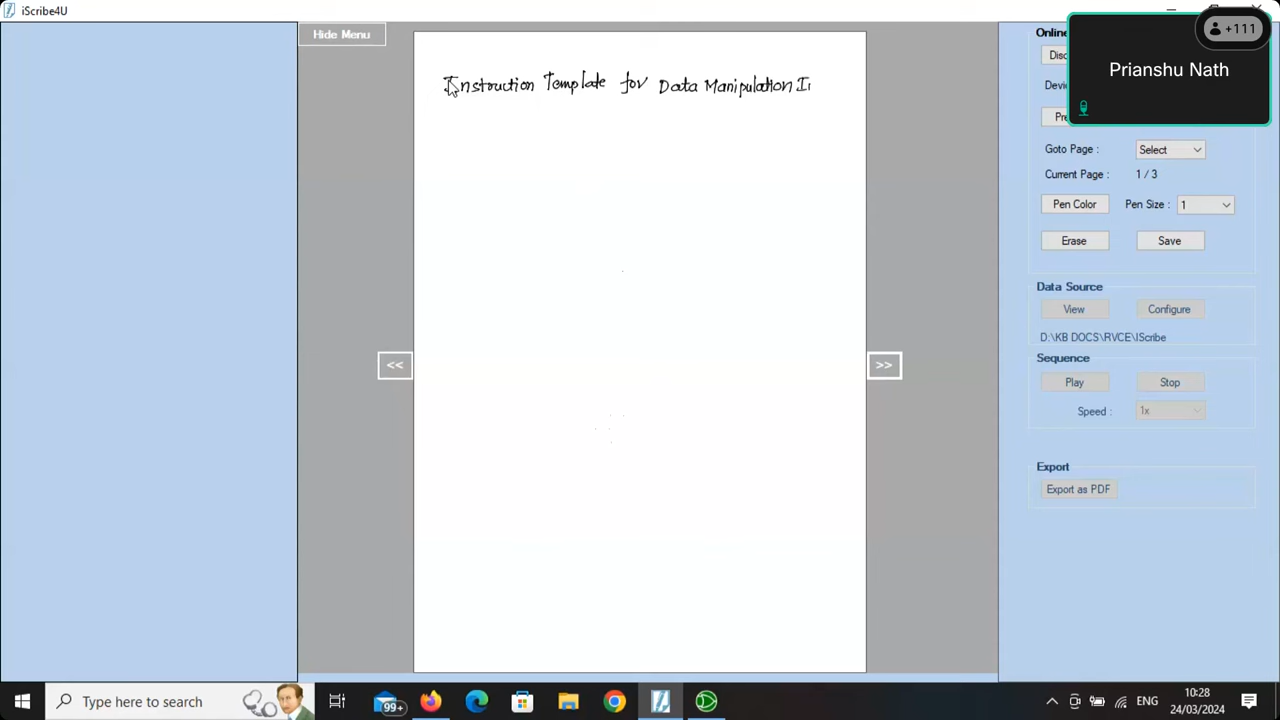 iScribe4U
Hide Menu
Instruction Template for Data Manipulation
<<
>>
Online
+111
Prianshu Nath
Goto Page :
Select
Current Page :
1 / 3
Pen Color
Pen Size :
1
Erase
Save
Data Source
View
Configure
D:\KB DOCS\RVCE\IScribe
Sequence
Play
Stop
Speed :
1x
Export
Export as PDF
Type here to search
99+
ENG
10:28
24/03/2024